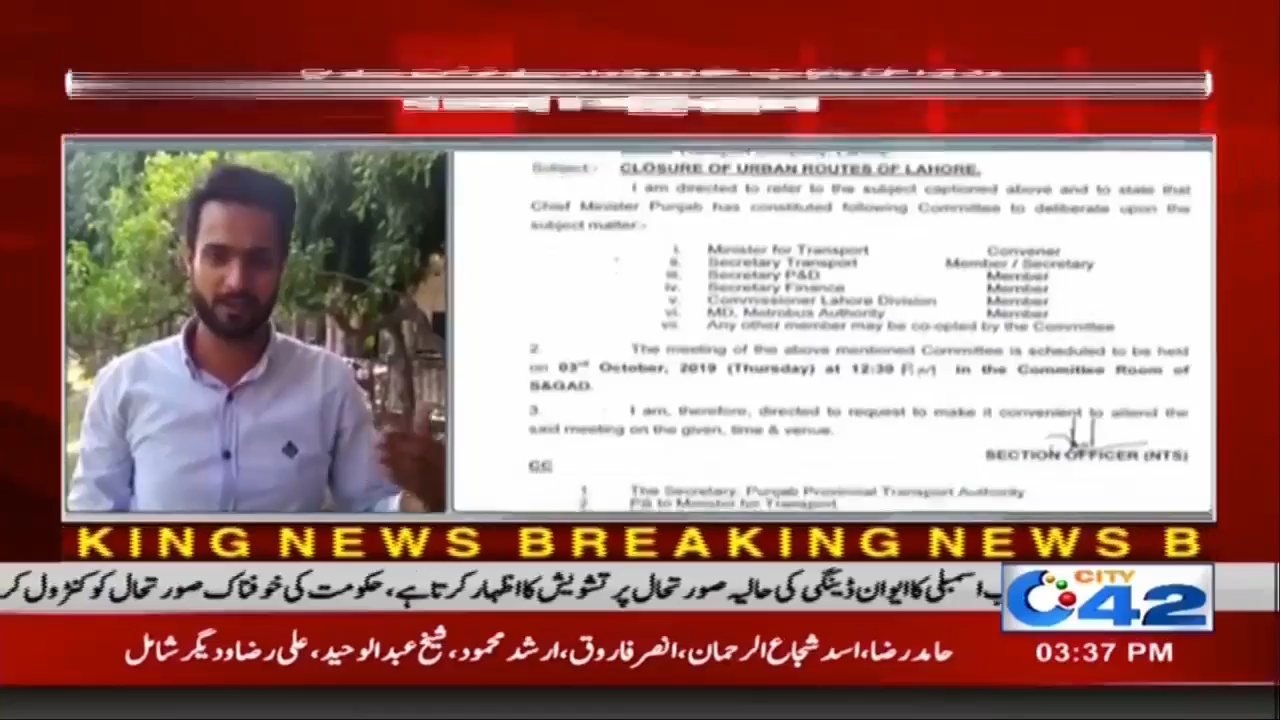 Subject:- CLOSURE OF URBAN ROUTES OF LAHORE.
I am directed to refer to the subject captioned above and to state that
Chief Minister Punjab has constituted following Committee to deliberate upon the
subject matter:-
i. Minister for Transport Convener
ii. Secretary Transport Member / Secretary
iii. Secretary P&D Member
iv. Secretary Finance Member
v. Commissioner Lahore Division Member
vi. MD, Metrobus Authority Member
vii. Any other member may be co-opted by the Committee
2. The meeting of the above mentioned Committee is scheduled to be held
on 03rd October, 2019 (Thursday) at 12:30 in the Committee Room of
S&GAD.
3. I am, therefore, directed to request to make it convenient to attend the
said meeting on the given, time & venue.
SECTION OFFICER (NTS)
CC
1. The Secretary, Punjab Provincial Transport Authority
2. PS to Minister for Transport
KING NEWS BREAKING NEWS B
اسمبلی کا ایوان ڈینگی کی حالیہ صورتحال پر تشویش کا اظہار کرتا ہے، حکومت کی خوفناک صورتحال کو کنٹرول کر
CITY
42
حامد رضا، اسد شجاع الرحمان، انصر فاروق، ارشد محمود، شیخ عبدالوحید، علی رضا و دیگر شامل
03:37 PM